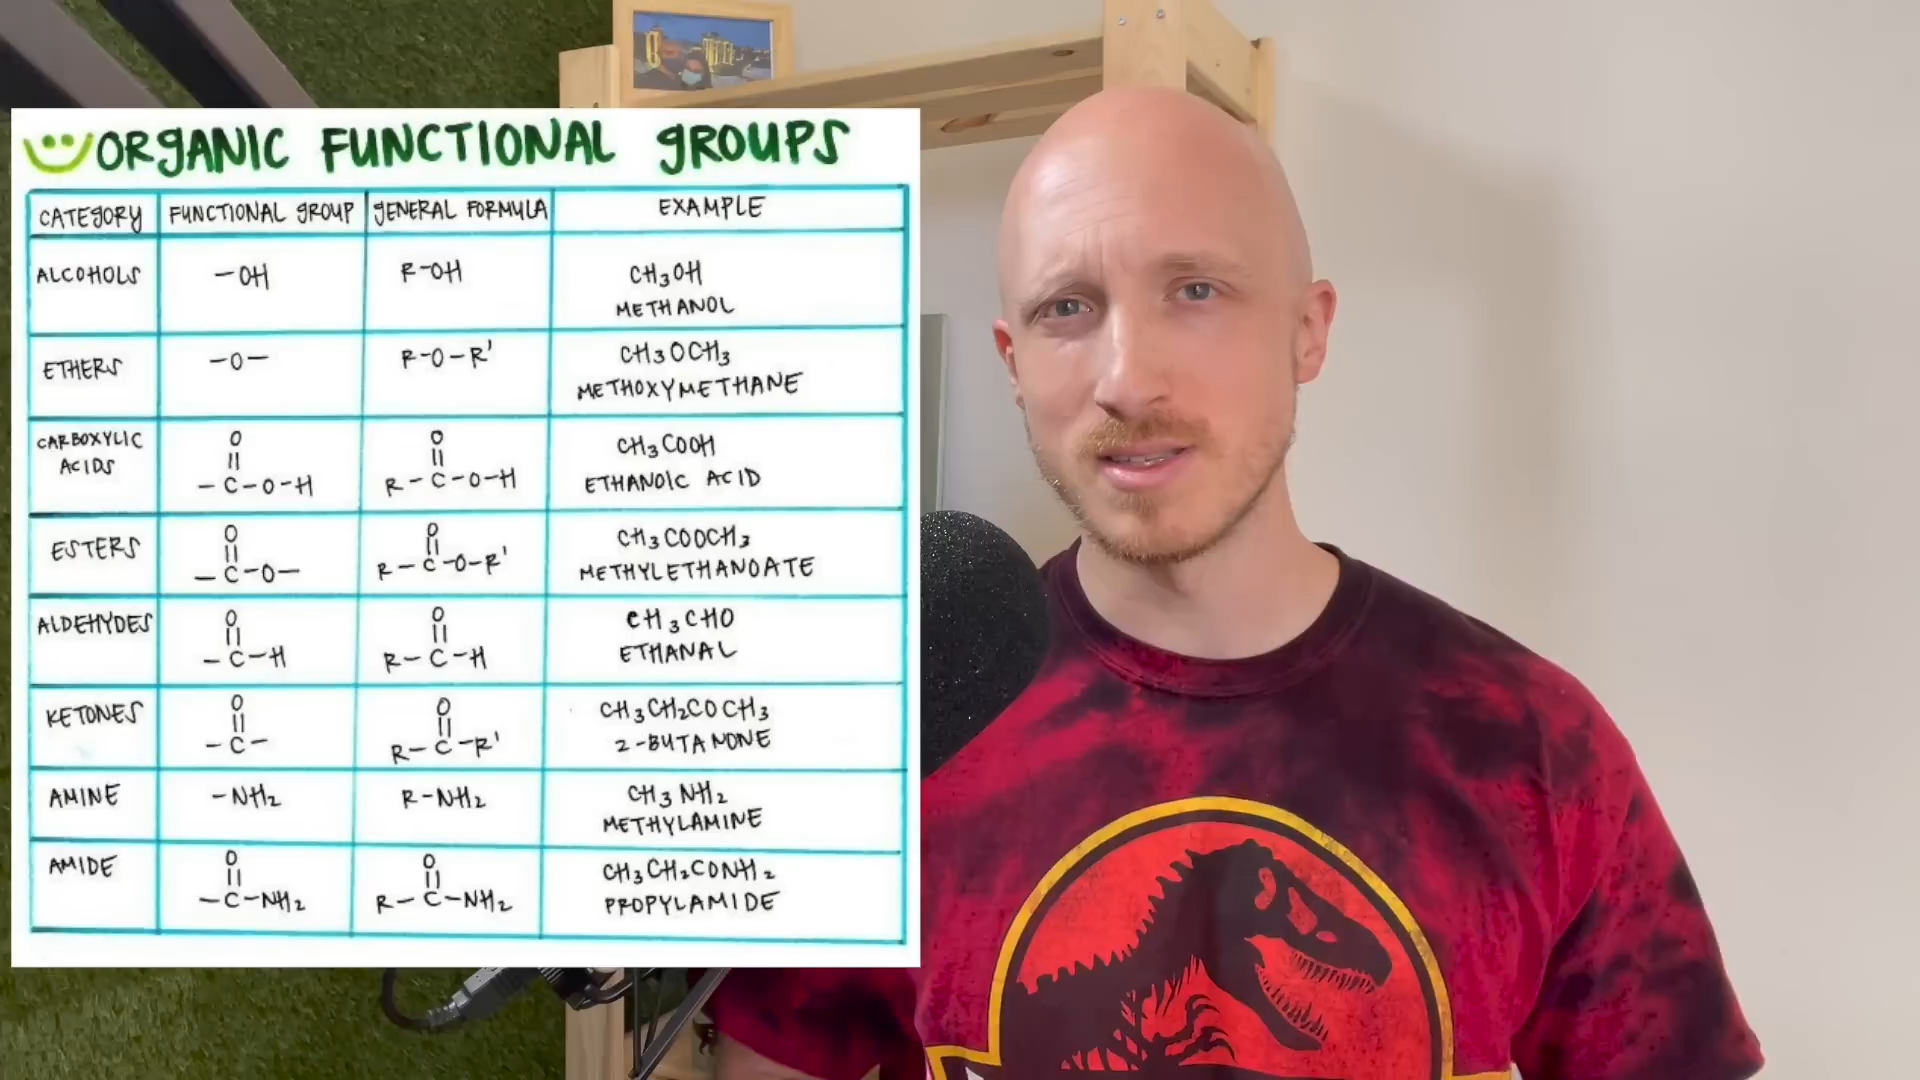 ORGANIC FUNCTIONAL GROUPS
CATEGORY FUNCTIONAL GROUP GENERAL FORMULA EXAMPLE
ALCOHOLS -OH R-OH CH3OH
METHANOL
ETHERS -O- R-O-R' CH3OCH3
METHOXYMETHANE
CARBOXYLIC
ACIDS
O
||
-C-O-H
O
||
R-C-O-H
CH3COOH
ETHANOIC ACID
ESTERS
O
||
-C-O-
O
||
R-C-O-R'
CH3COOCH3
METHYLETHANOATE
ALDEHYDES
O
||
-C-H
O
||
R-C-H
CH3CHO
ETHANAL
KETONES
O
||
-C-
O
||
R-C-R'
CH3CH2COCH3
2-BUTANONE
AMINE -NH2 R-NH2 CH3NH2
METHYLAMINE
AMIDE
O
||
-C-NH2
O
||
R-C-NH2
CH3CH2CONH2
PROPYLAMIDE